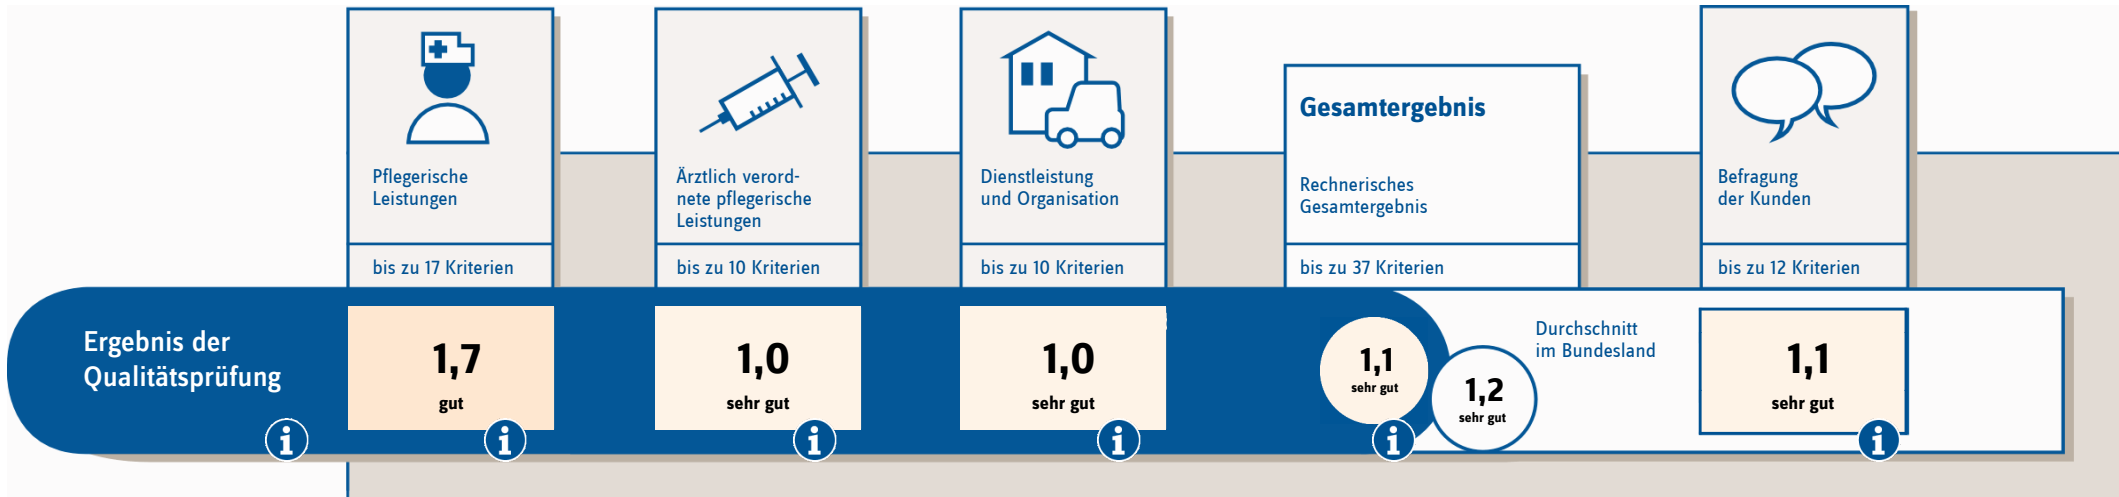 Pflegerische
Leistungen
bis zu 17 Kriterien
Ärztlich verord-
nete pflegerische
Leistungen
bis zu 10 Kriterien
Dienstleistung
und Organisation
bis zu 10 Kriterien
Gesamtergebnis
Rechnerisches
Gesamtergebnis
bis zu 37 Kriterien
Befragung
der Kunden
bis zu 12 Kriterien
Ergebnis der
Qualitätsprüfung
i
1,7
gut
i
1,0
sehr gut
i
1,0
sehr gut
i
1,1
sehr gut
i
1,2
sehr gut
Durchschnitt
im Bundesland
1,1
sehr gut
i